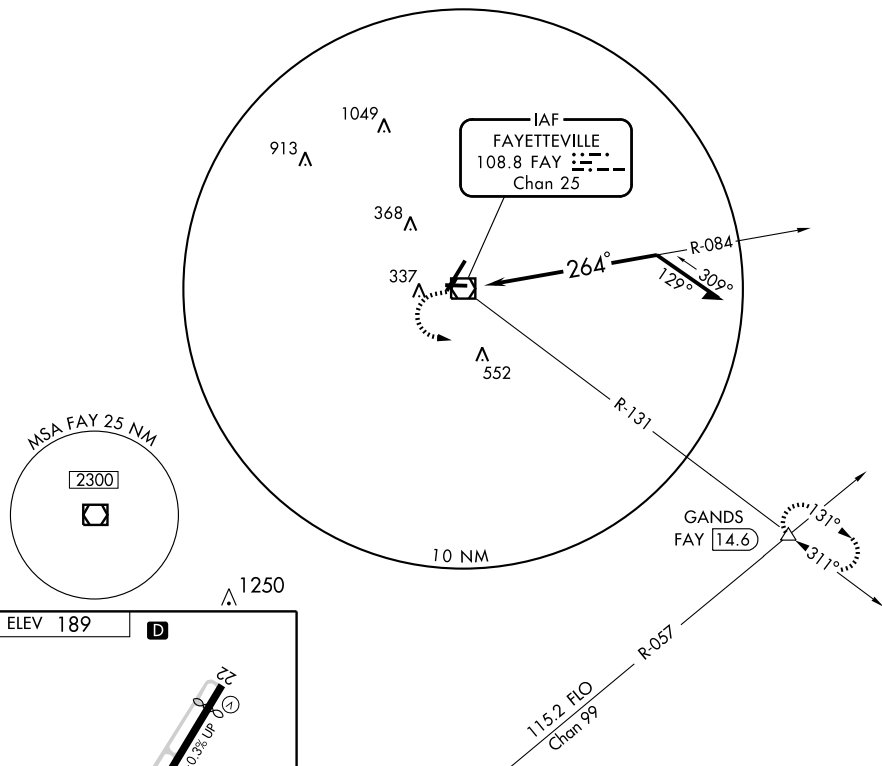 1049
913
IAF
FAYETTEVILLE
108.8 FAY
Chan 25
368
R-084
264°
309°
129°
337
552
R-131
MSA FAY 25 NM
2300
GANDS
FAY 14.6
131°
311°
10 NM
1250
ELEV 189
D
R-057
22
V
0.3% UP
115.2 FLO
Chan 99